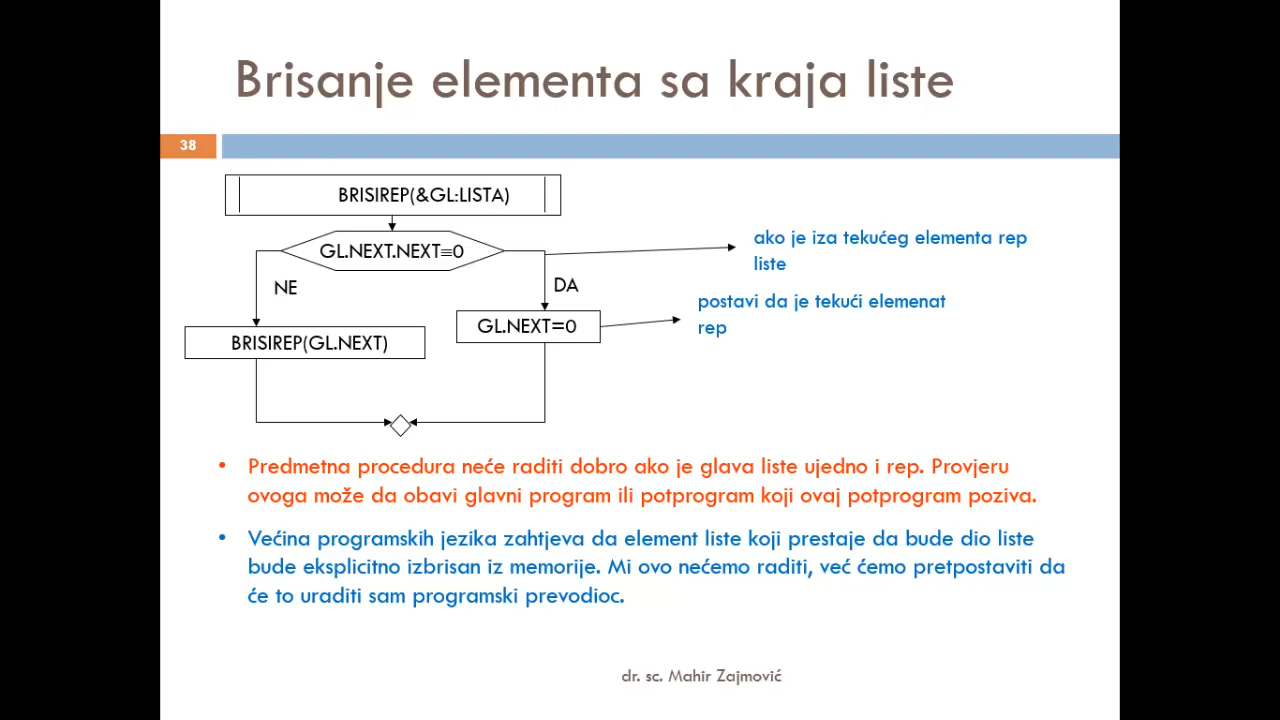 Brisanje elementa sa kraja liste
38
BRISIREP(&GL:LISTA)
GL.NEXT.NEXT≡0
ako je iza tekućeg elementa rep
liste
NE
DA
postavi da je tekući elemenat
rep
GL.NEXT=0
BRISIREP(GL.NEXT)
• Predmetna procedura neće raditi dobro ako je glava liste ujedno i rep. Provjeru
ovoga može da obavi glavni program ili potprogram koji ovaj potprogram poziva.
• Većina programskih jezika zahtjeva da element liste koji prestaje da bude dio liste
bude eksplicitno izbrisan iz memorije. Mi ovo nećemo raditi, već ćemo pretpostaviti da
će to uraditi sam programski prevodioc.
dr. sc. Mahir Zajmović